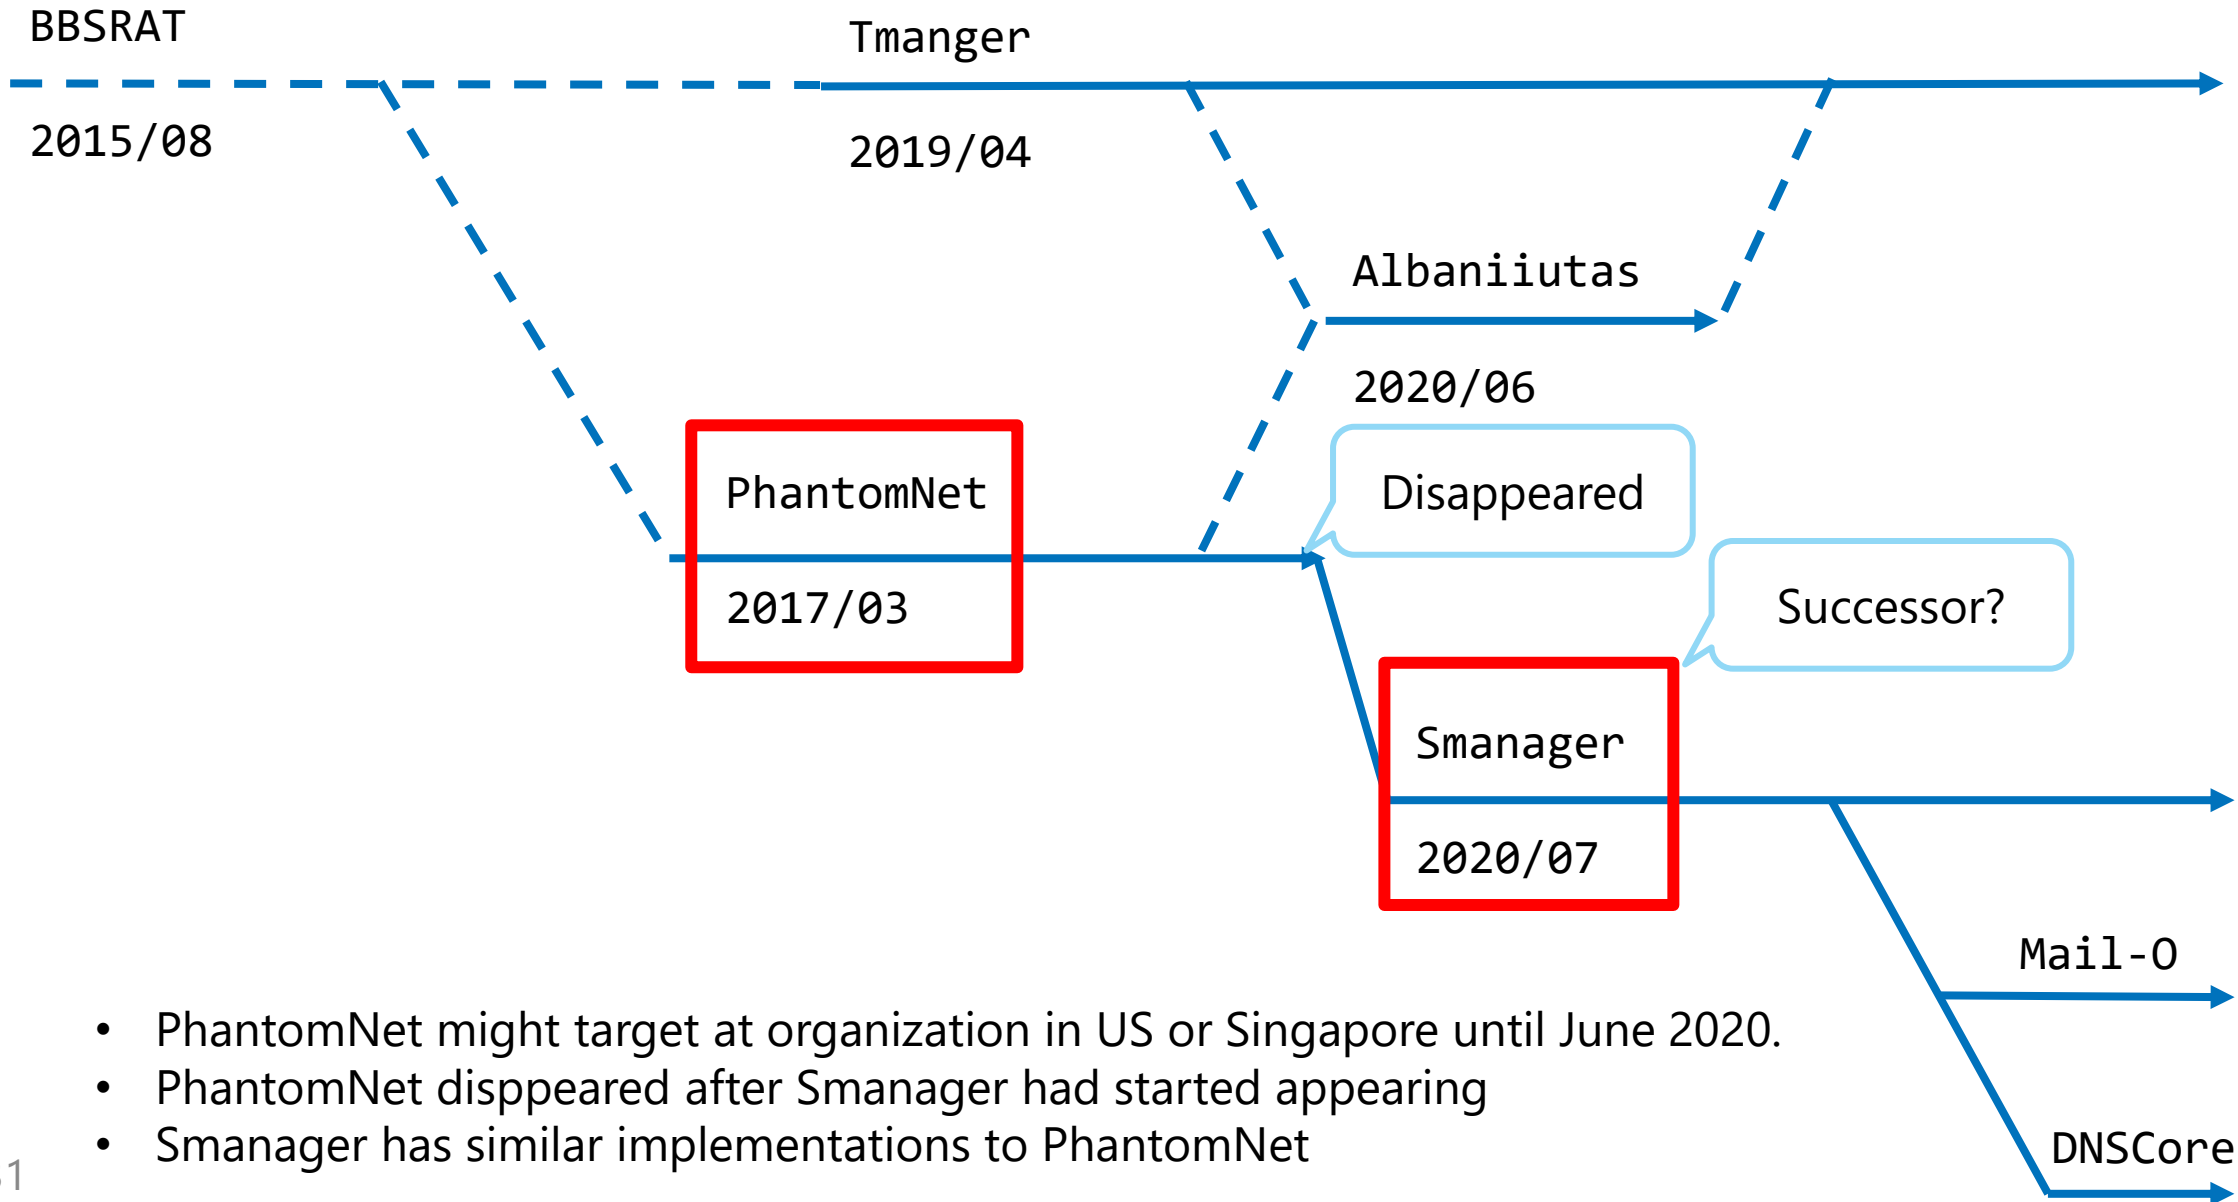 BBSRAT
Tmanger
2015/08
2019/04
Albaniiutas
2020/06
PhantomNet
Disappeared
2017/03
Successor?
Smanager
2020/07
Mail-O
• PhantomNet might target at organization in US or Singapore until June 2020.
• PhantomNet disppeared after Smanager had started appearing
• Smanager has similar implementations to PhantomNet
DNSCore